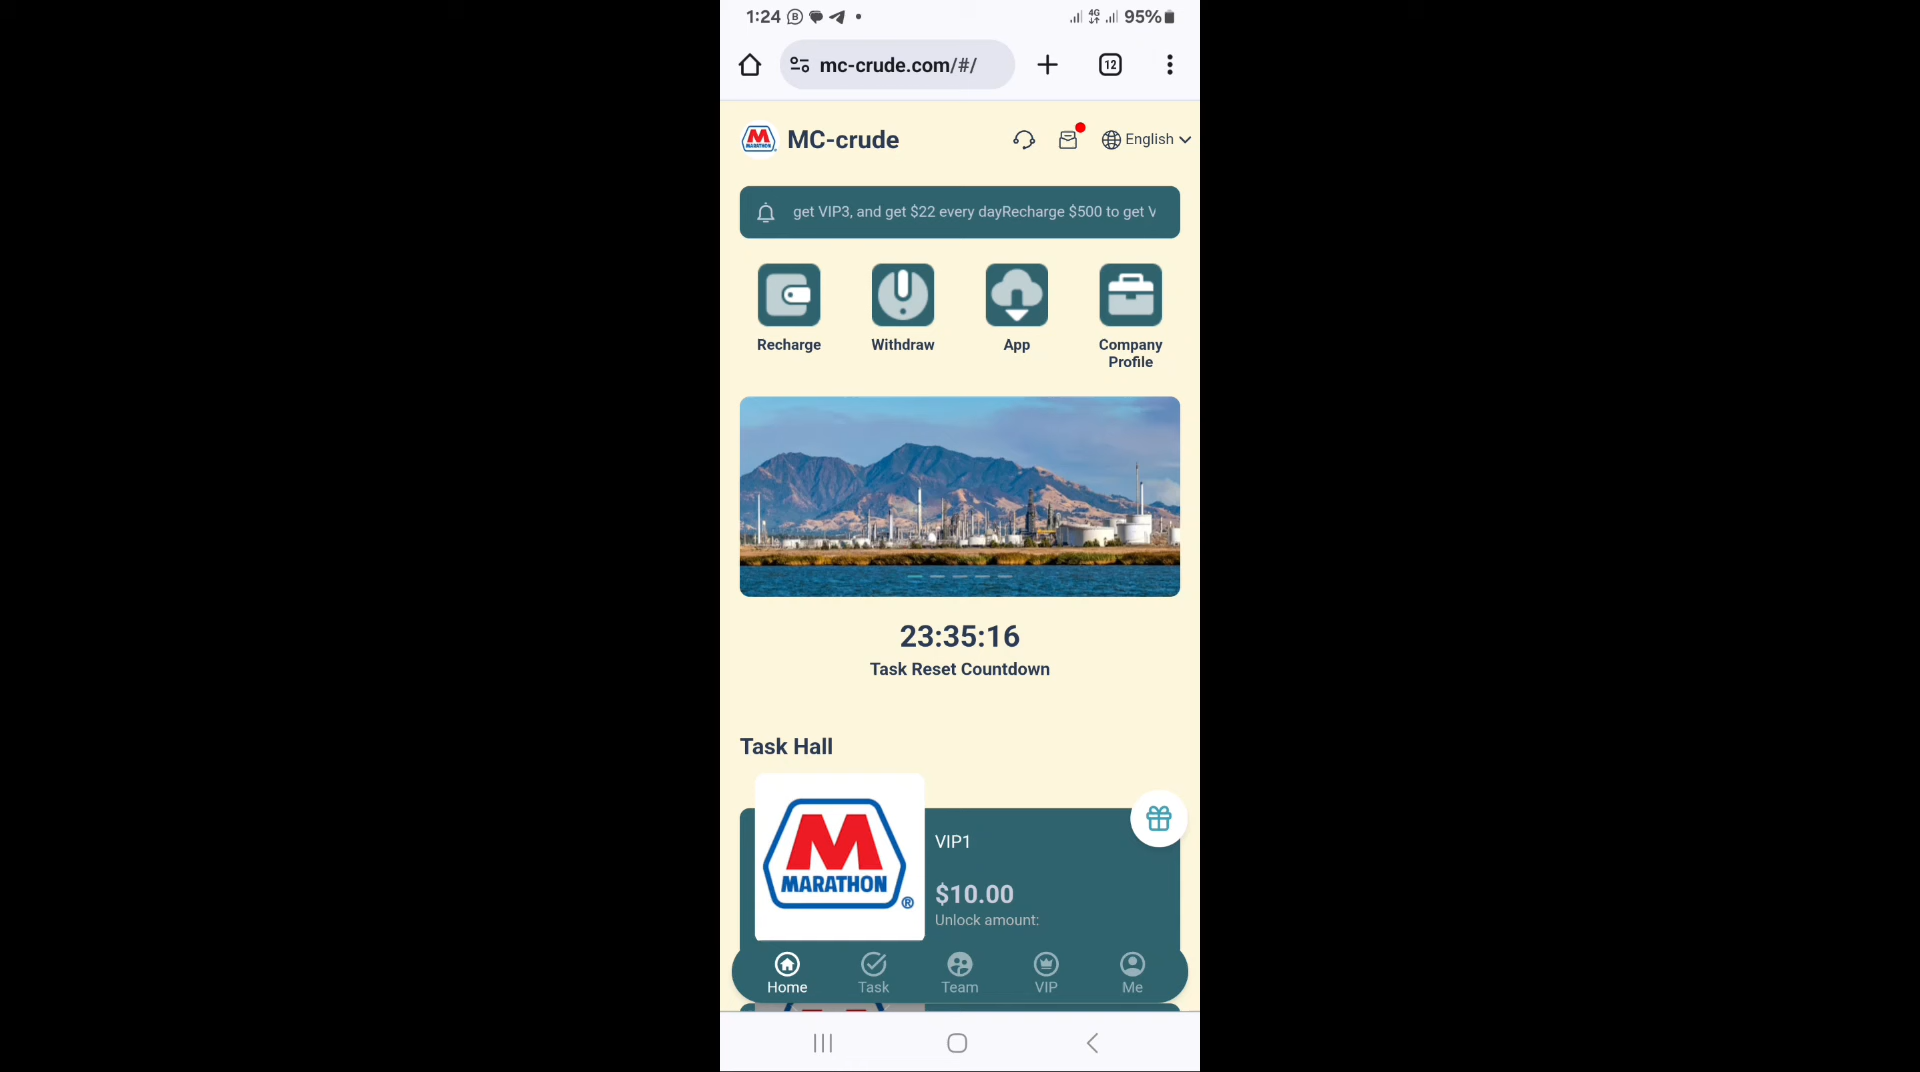 1:24 4G 95%
mc-crude.com/#/ 12
MARATHON MC-crude English
get VIP3, and get $22 every dayRecharge $500 to get
Recharge Withdraw App Company Profile
23:35:16
Task Reset Countdown
Task Hall
M
MARATHON ®
VIP1
$10.00
Unlock amount:
Home Task Team VIP Me